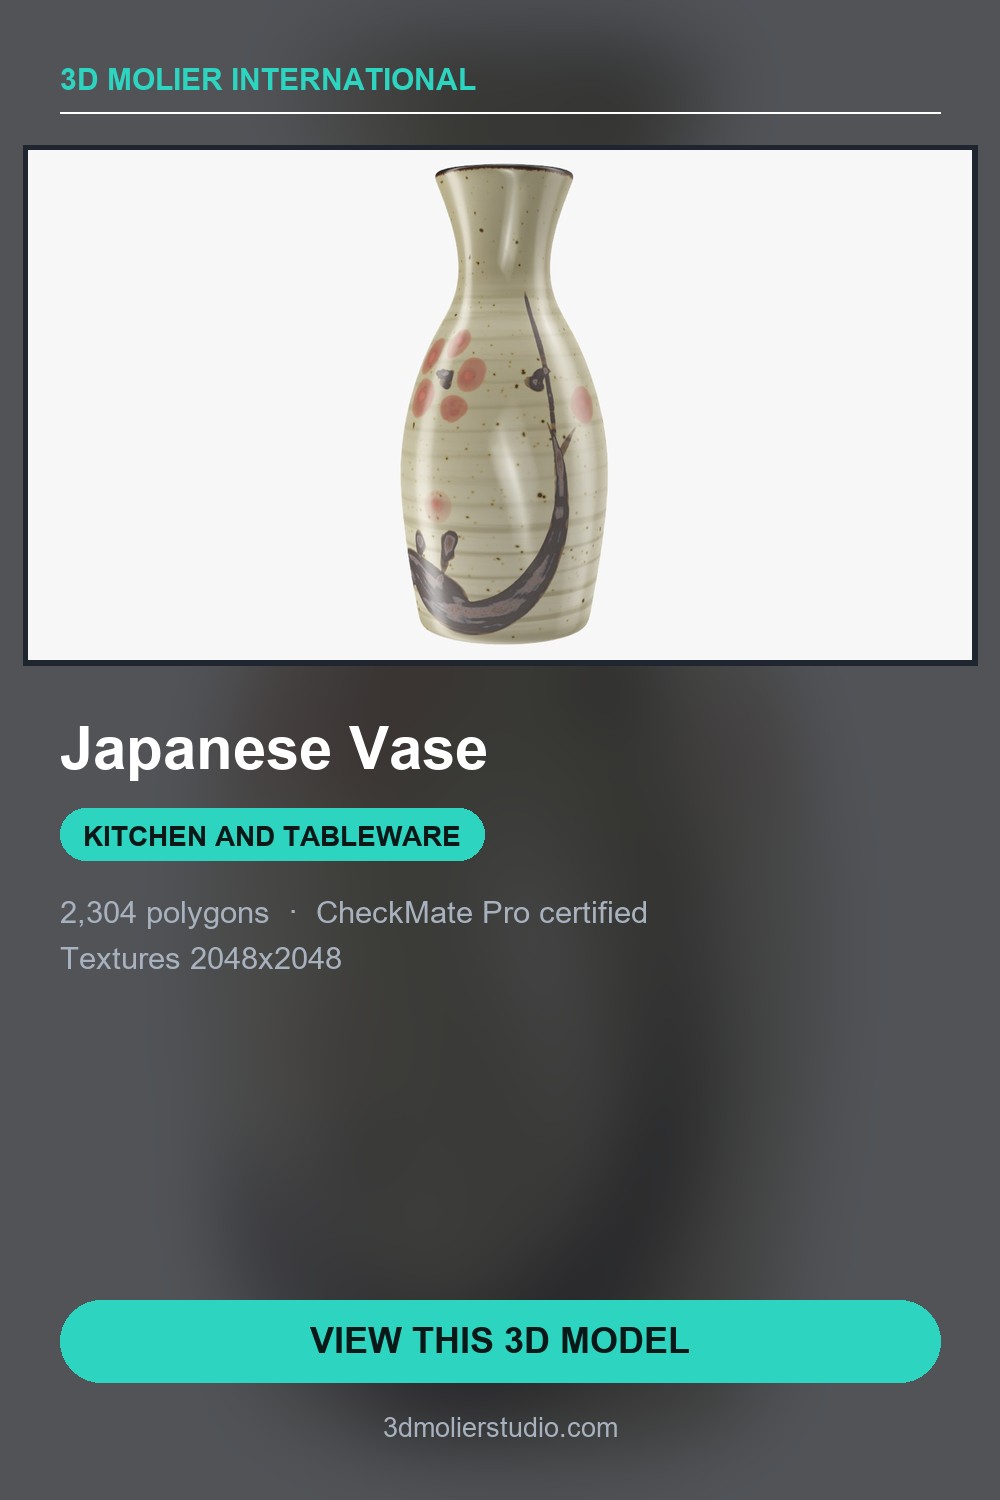 3D MOLIER INTERNATIONAL
Japanese Vase
KITCHEN AND TABLEWARE
2,304 polygons · CheckMate Pro certified
Textures 2048x2048
VIEW THIS 3D MODEL
3dmolierstudio.com